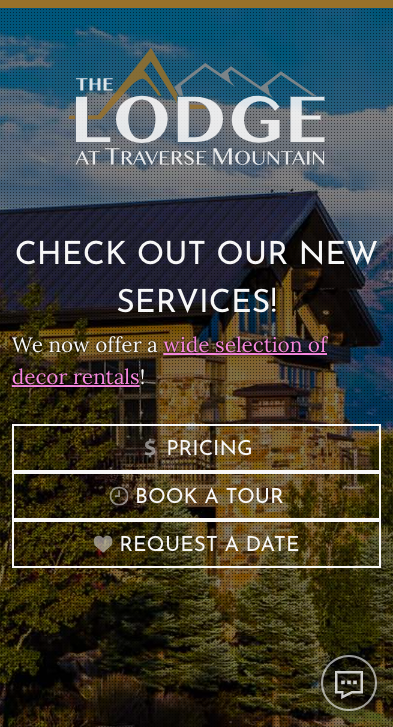 THE
LODGE
AT TRAVERSE MOUNTAIN
CHECK OUT OUR NEW
SERVICES!
We now offer a wide selection of
decor rentals!
$ PRICING
BOOK A TOUR
REQUEST A DATE